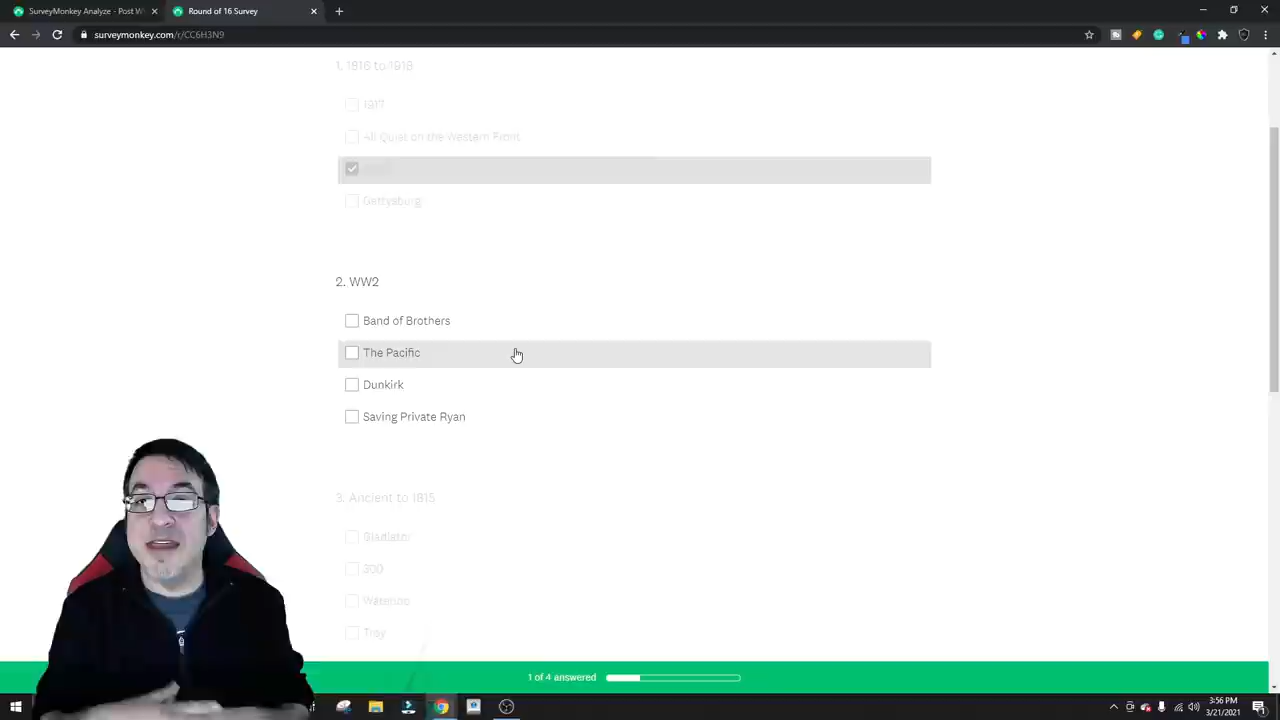 SurveyMonkey Analyze - Post W
Round of 16 Survey
surveymonkey.com/r/CC6H3N9
1. 1816 to 1918
1917
All Quiet on the Western Front
Gettysburg
2. WW2
Band of Brothers
The Pacific
Dunkirk
Saving Private Ryan
3. Ancient to 1815
Gladiator
300
Waterloo
Troy
1 of 4 answered
3:56 PM
3/21/2021